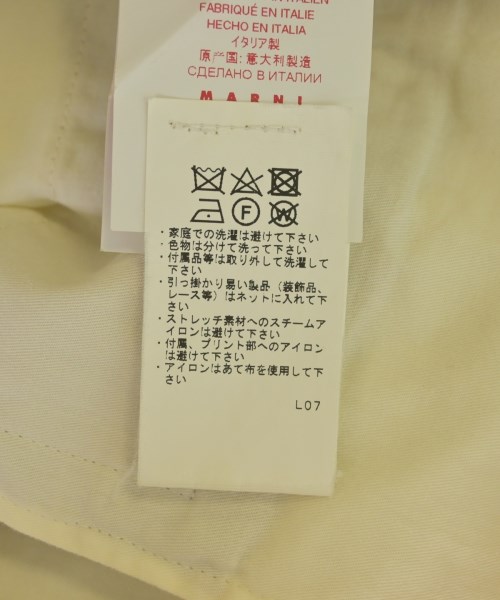 FABRIQUÉ EN ITALIE
HECHO EN ITALIA
イタリア製
原产国: 意大利製造
СДЕЛАНО В ИТАЛИИ
MARNI
F W
・家庭での洗濯は避けて下さい
・色物は分けて洗って下さい
・付属品等は取り外して洗濯して
下さい
・引っ掛かり易い製品（装飾品、
レース等）はネットに入れて下
さい
・ストレッチ素材へのスチームア
イロンは避けて下さい
・付属、プリント部へのアイロン
は避けて下さい
・アイロンはあて布を使用して下
さい
L07